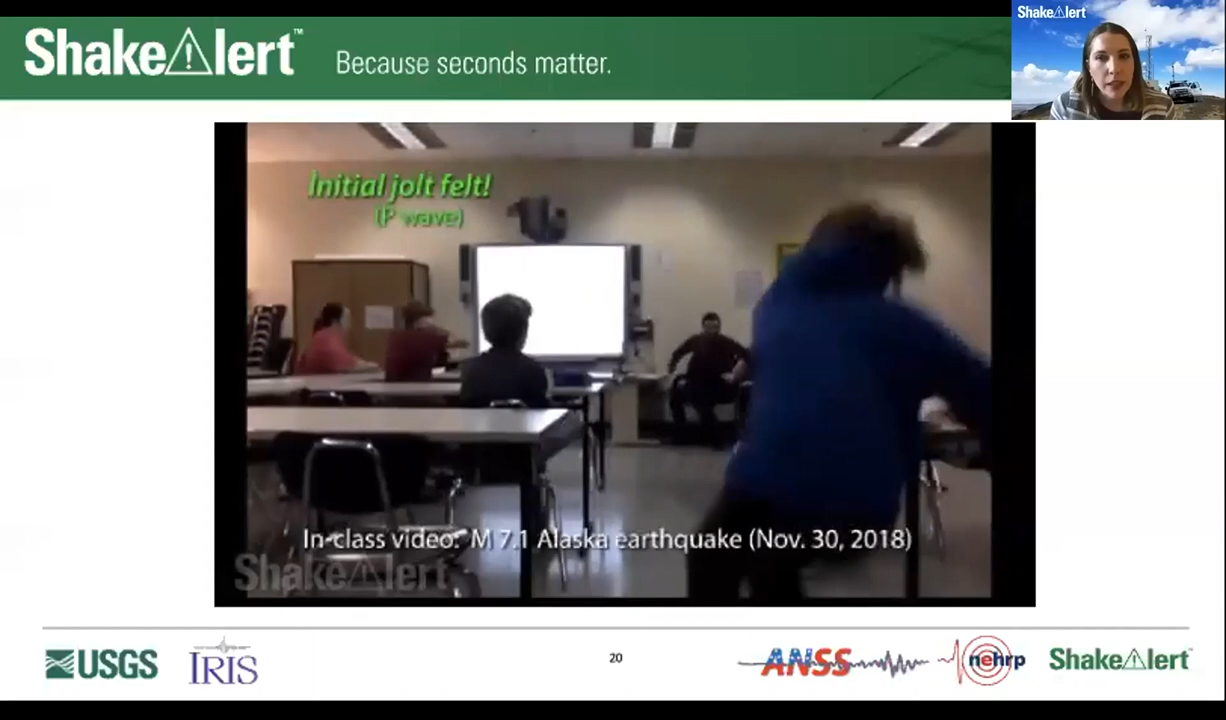 ShakeAlert™
Because seconds matter.
ShakeAlert
Initial jolt felt!
(P wave)
In-class video: M 7.1 Alaska earthquake (Nov. 30, 2018)
ShakeAlert
USGS
IRIS
20
ANSS
nehrp
ShakeAlert